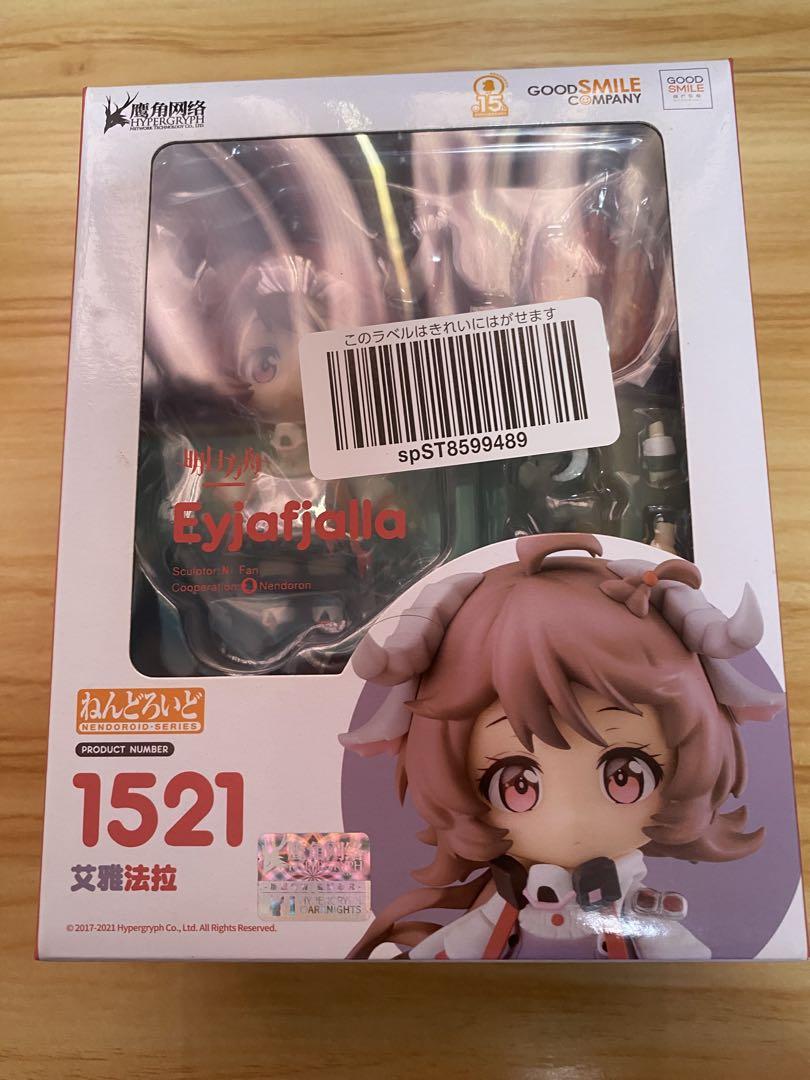 鹰角网络
HYPERGRYPH
NETWORK TECHNOLOGY CO., LTD.
15
GOOD SMILE
COMPANY
GOOD
SMILE
このラベルはきれいにはがせます
spST8599489
明日方舟
Eyjafjalla
Sculptor: N. Fan
Cooperation: Nendoron
ねんどろいど
NENDOROID-SERIES
PRODUCT NUMBER
1521
艾雅法拉
HYPERGRYPH
ARKNIGHTS
© 2017-2021 Hypergryph Co., Ltd. All Rights Reserved.